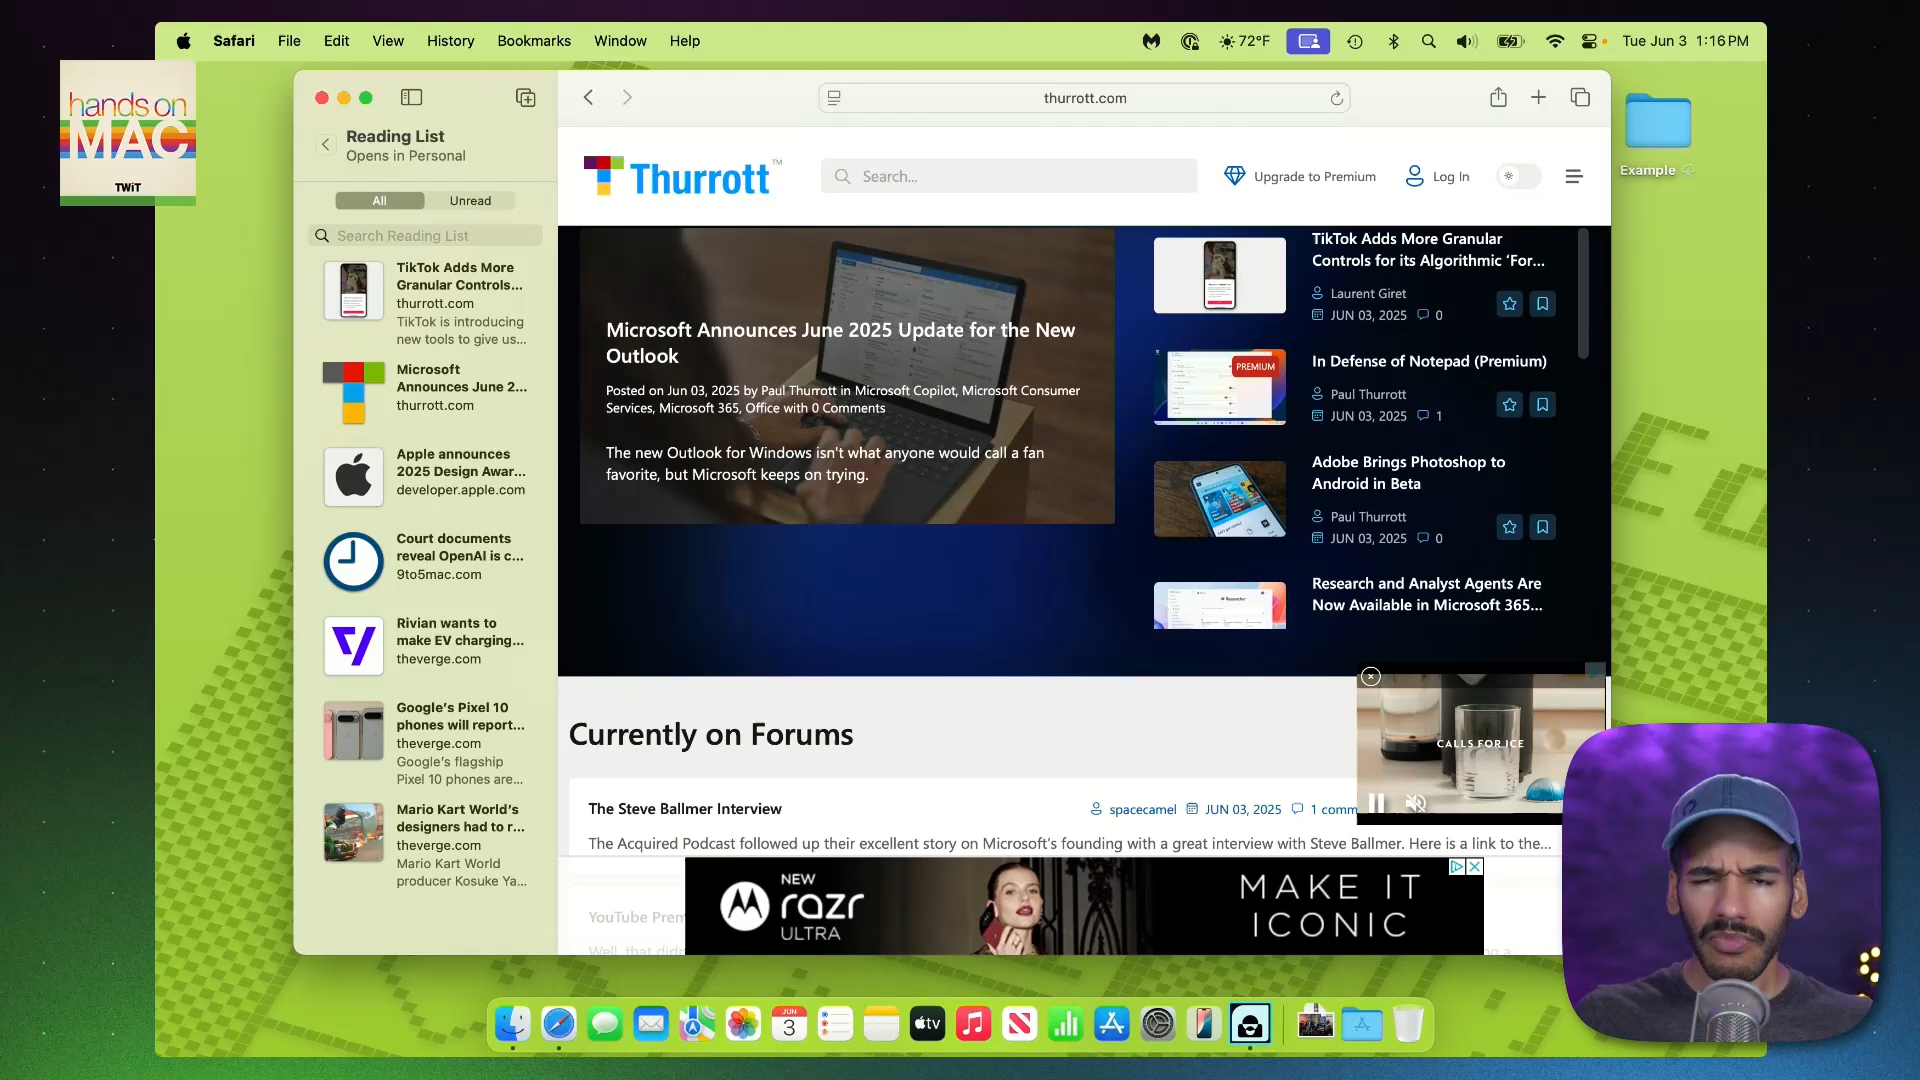 Safari File Edit View History Bookmarks Window Help
72°F
Tue Jun 3 1:16 PM
hands on
MAC
TWiT
Reading List
Opens in Personal
All
Unread
Search Reading List
TikTok Adds More
Granular Controls...
thurrott.com
TikTok is introducing
new tools to give us...
Microsoft
Announces June 2...
thurrott.com
Apple announces
2025 Design Awar...
developer.apple.com
Court documents
reveal OpenAI is c...
9to5mac.com
Rivian wants to
make EV charging...
theverge.com
Google's Pixel 10
phones will report...
theverge.com
Google's flagship
Pixel 10 phones are...
Mario Kart World's
designers had to r...
theverge.com
Mario Kart World
producer Kosuke Ya...
thurrott.com
Thurrott™
Search...
Upgrade to Premium
Log In
Microsoft Announces June 2025 Update for the New
Outlook
Posted on Jun 03, 2025 by Paul Thurrott in Microsoft Copilot, Microsoft Consumer
Services, Microsoft 365, Office with 0 Comments
The new Outlook for Windows isn't what anyone would call a fan
favorite, but Microsoft keeps on trying.
TikTok Adds More Granular
Controls for its Algorithmic ‘For...
Laurent Giret
JUN 03, 2025 0
PREMIUM
In Defense of Notepad (Premium)
Paul Thurrott
JUN 03, 2025 1
Adobe Brings Photoshop to
Android in Beta
Paul Thurrott
JUN 03, 2025 0
Research and Analyst Agents Are
Now Available in Microsoft 365...
Currently on Forums
CALLS FOR ICE
The Steve Ballmer Interview
spacecamel JUN 03, 2025 1 comm
The Acquired Podcast followed up their excellent story on Microsoft's founding with a great interview with Steve Ballmer. Here is a link to the...
YouTube Prem
Well, that didn
g a
NEW
razr
ULTRA
MAKE IT
ICONIC
Example
JUN
3
tv